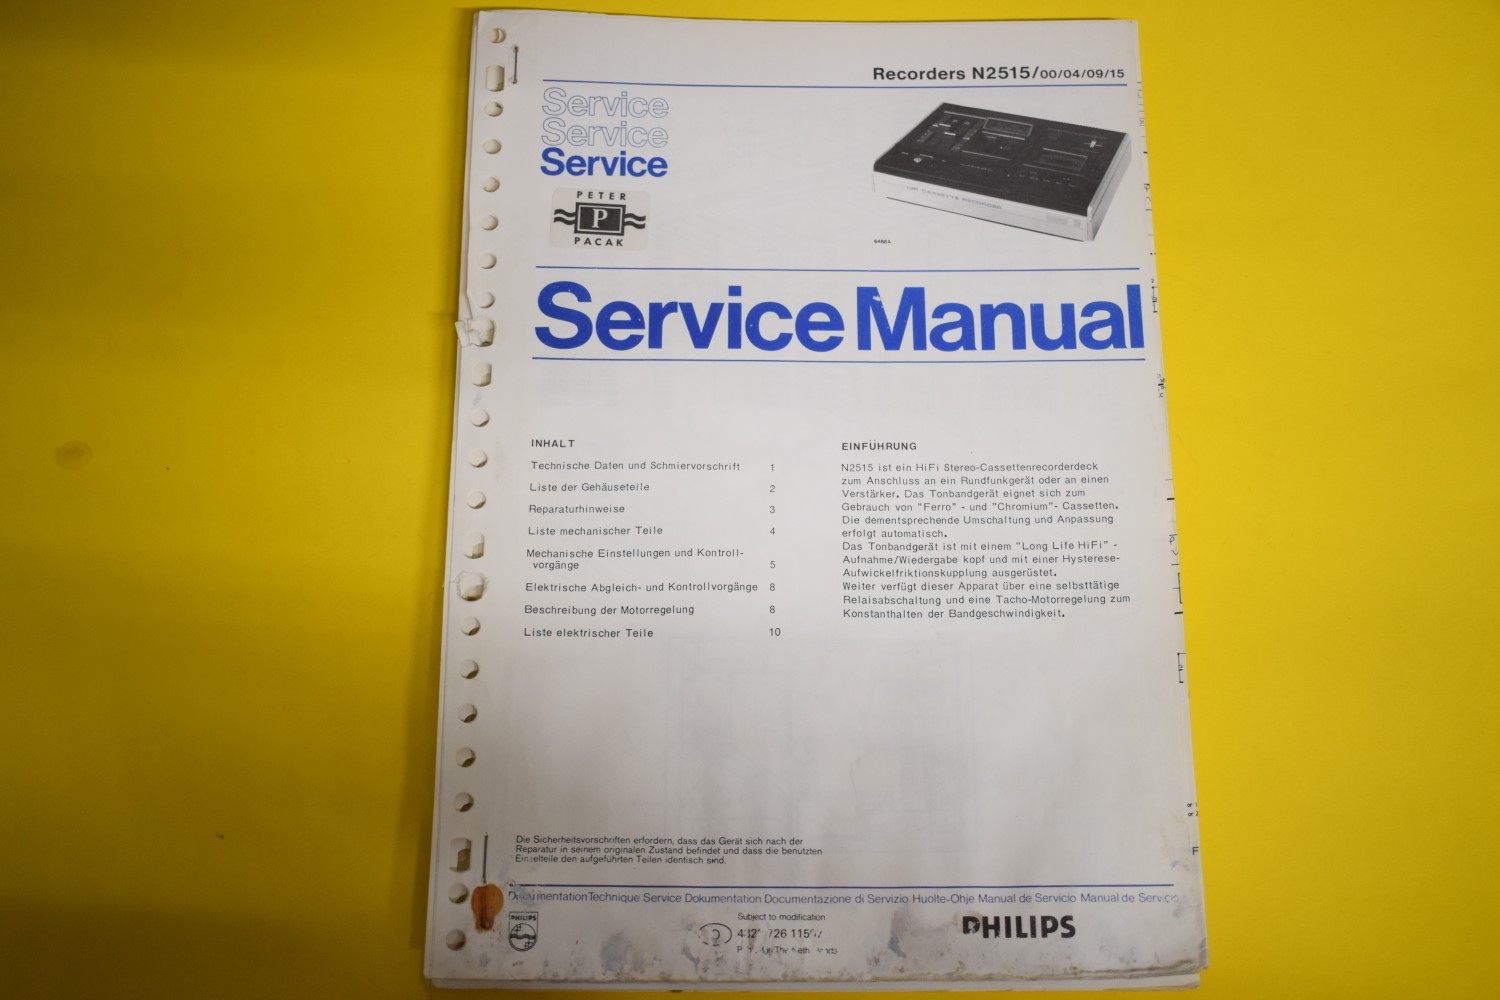 Recorders N2515/00/04/09/15
Service
Service
Service
PETER
P
PACAK
HIFI CASSETTE RECORDER
Service Manual
INHALT
Technische Daten und Schmiervorschrift 1
Liste der Gehäuseteile 2
Reparaturhinweise 3
Liste mechanischer Teile 4
Mechanische Einstellungen und Kontroll-
vorgänge 5
Elektrische Abgleich- und Kontrollvorgänge 8
Beschreibung der Motorregelung 8
Liste elektrischer Teile 10
EINFÜHRUNG
N2515 ist ein HiFi Stereo-Cassettenrecorderdeck
zum Anschluss an ein Rundfunkgerät oder an einen
Verstärker. Das Tonbandgerät eignet sich zum
Gebrauch von "Ferro" - und "Chromium"- Cassetten.
Die dementsprechende Umschaltung und Anpassung
erfolgt automatisch.
Das Tonbandgerät ist mit einem "Long Life HiFi" -
Aufnahme/Wiedergabe kopf und mit einer Hysterese-
Aufwickelfriktionskupplung ausgerüstet.
Weiter verfügt dieser Apparat über eine selbsttätige
Relaisabschaltung und eine Tacho-Motorregelung zum
Konstanthalten der Bandgeschwindigkeit.
Die Sicherheitsvorschriften erfordern, dass das Gerät sich nach der
Reparatur in seinem originalen Zustand befindet und dass die benutzten
Einzelteile den aufgeführten Teilen identisch sind.
Documentation Technique Service Dokumentation Documentazione di Servizio Huolte-Ohje Manual de Servicio Manual de Serviço
PHILIPS
Subject to modification
PHILIPS